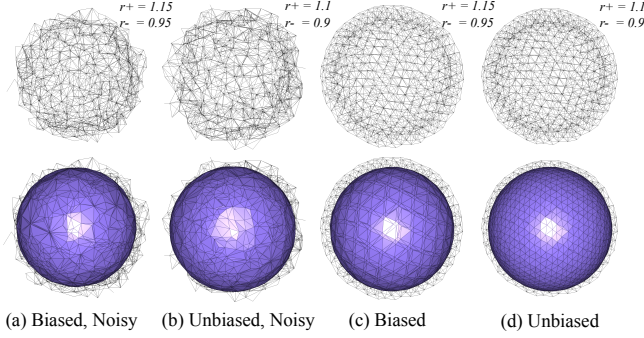 r+ = 1.15
r- = 0.95
r+ = 1.1
r- = 0.9
r+ = 1.15
r- = 0.95
r+ = 1.1
r- = 0.9
(a) Biased, Noisy
(b) Unbiased, Noisy
(c) Biased
(d) Unbiased